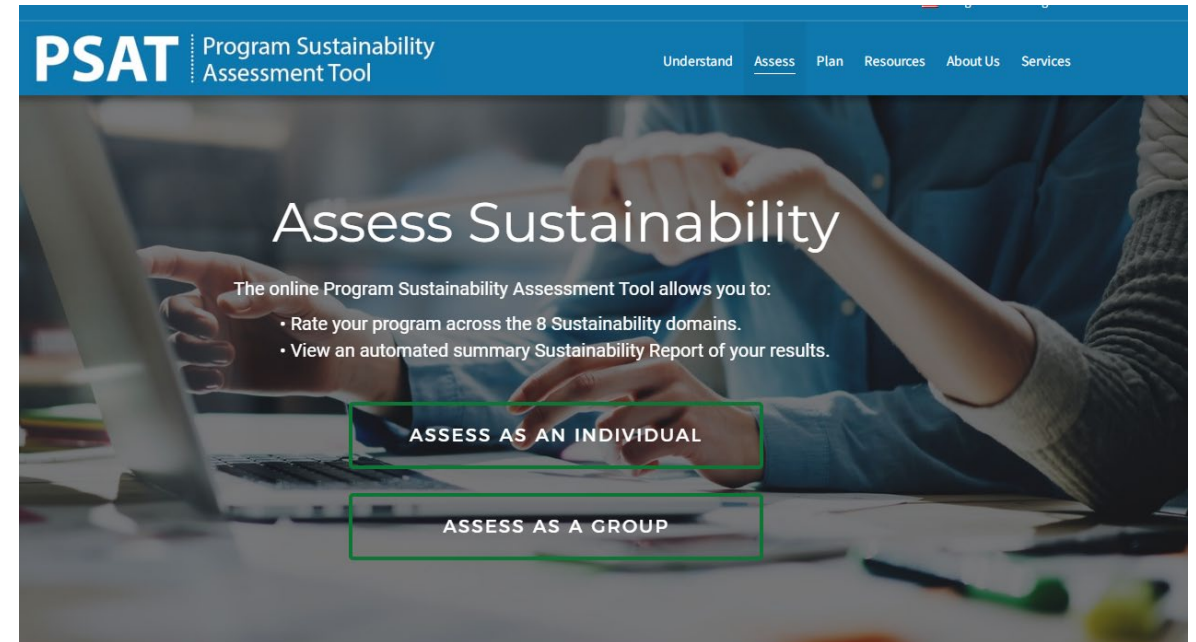 PSAT
Program Sustainability
Assessment Tool
Understand Assess Plan Resources About Us Services
Assess Sustainability
The online Program Sustainability Assessment Tool allows you to:
• Rate your program across the 8 Sustainability domains.
• View an automated summary Sustainability Report of your results.
ASSESS AS AN INDIVIDUAL
ASSESS AS A GROUP